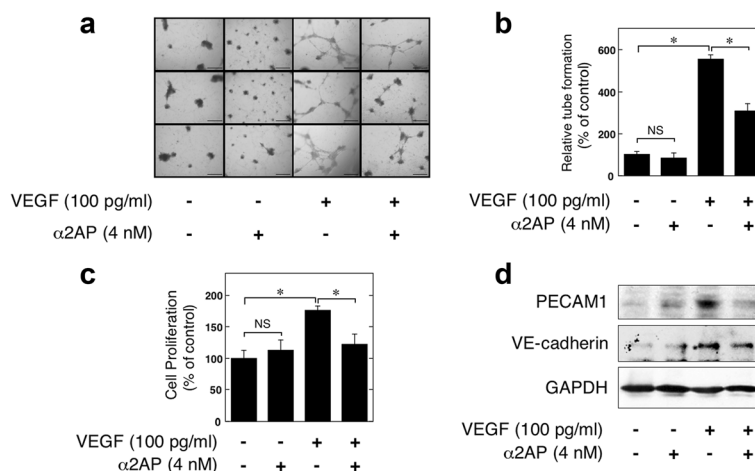 a
VEGF (100 pg/ml) - - + +
α2AP (4 nM) - + - +
b
Relative tube formation
(% of control)
600
400
200
0
*
*
NS
VEGF (100 pg/ml) - - + +
α2AP (4 nM) - + - +
c
Cell Proliferation
(% of control)
200
150
100
50
0
*
*
NS
VEGF (100 pg/ml) - - + +
α2AP (4 nM) - + - +
d
PECAM1
VE-cadherin
GAPDH
VEGF (100 pg/ml) - - + +
α2AP (4 nM) - + - +